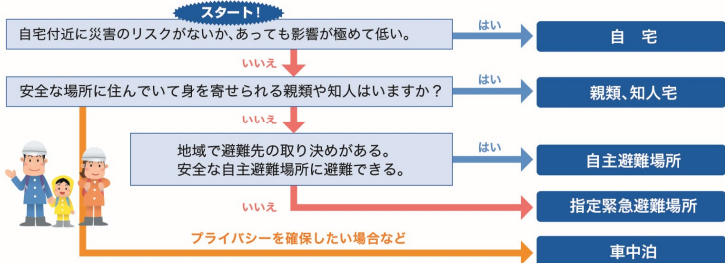 スタート!
自宅付近に災害のリスクがないか、あっても影響が極めて低い。
はい
自宅
いいえ
安全な場所に住んでいて身を寄せられる親類や知人はいますか？
はい
親類、知人宅
いいえ
地域で避難先の取り決めがある。
安全な自主避難場所に避難できる。
はい
自主避難場所
いいえ
指定緊急避難場所
プライバシーを確保したい場合など
車中泊